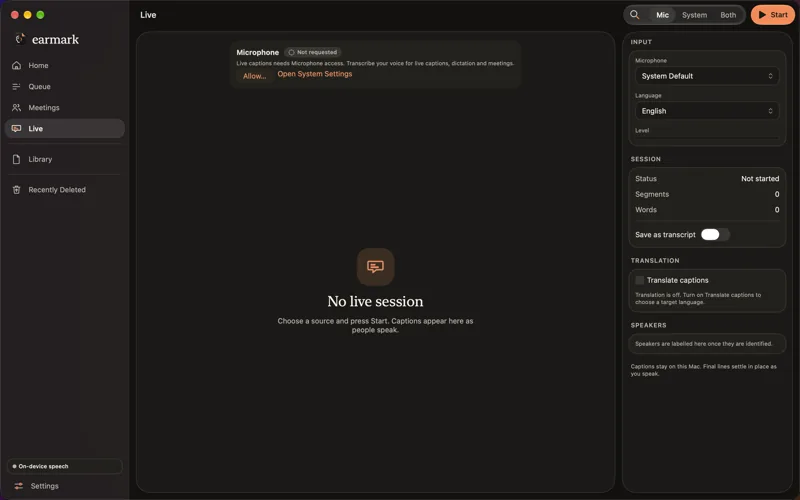 earmark
Home
Queue
Meetings
Live
Library
Recently Deleted
On-device speech
Settings
Live
Mic
System
Both
Start
Microphone
Not requested
Live captions needs Microphone access. Transcribe your voice for live captions, dictation and meetings.
Allow...
Open System Settings
No live session
Choose a source and press Start. Captions appear here as
people speak.
INPUT
Microphone
System Default
Language
English
Level
SESSION
Status
Not started
Segments
0
Words
0
Save as transcript
TRANSLATION
Translate captions
Translation is off. Turn on Translate captions to
choose a target language.
SPEAKERS
Speakers are labelled here once they are identified.
Captions stay on this Mac. Final lines settle in place as
you speak.